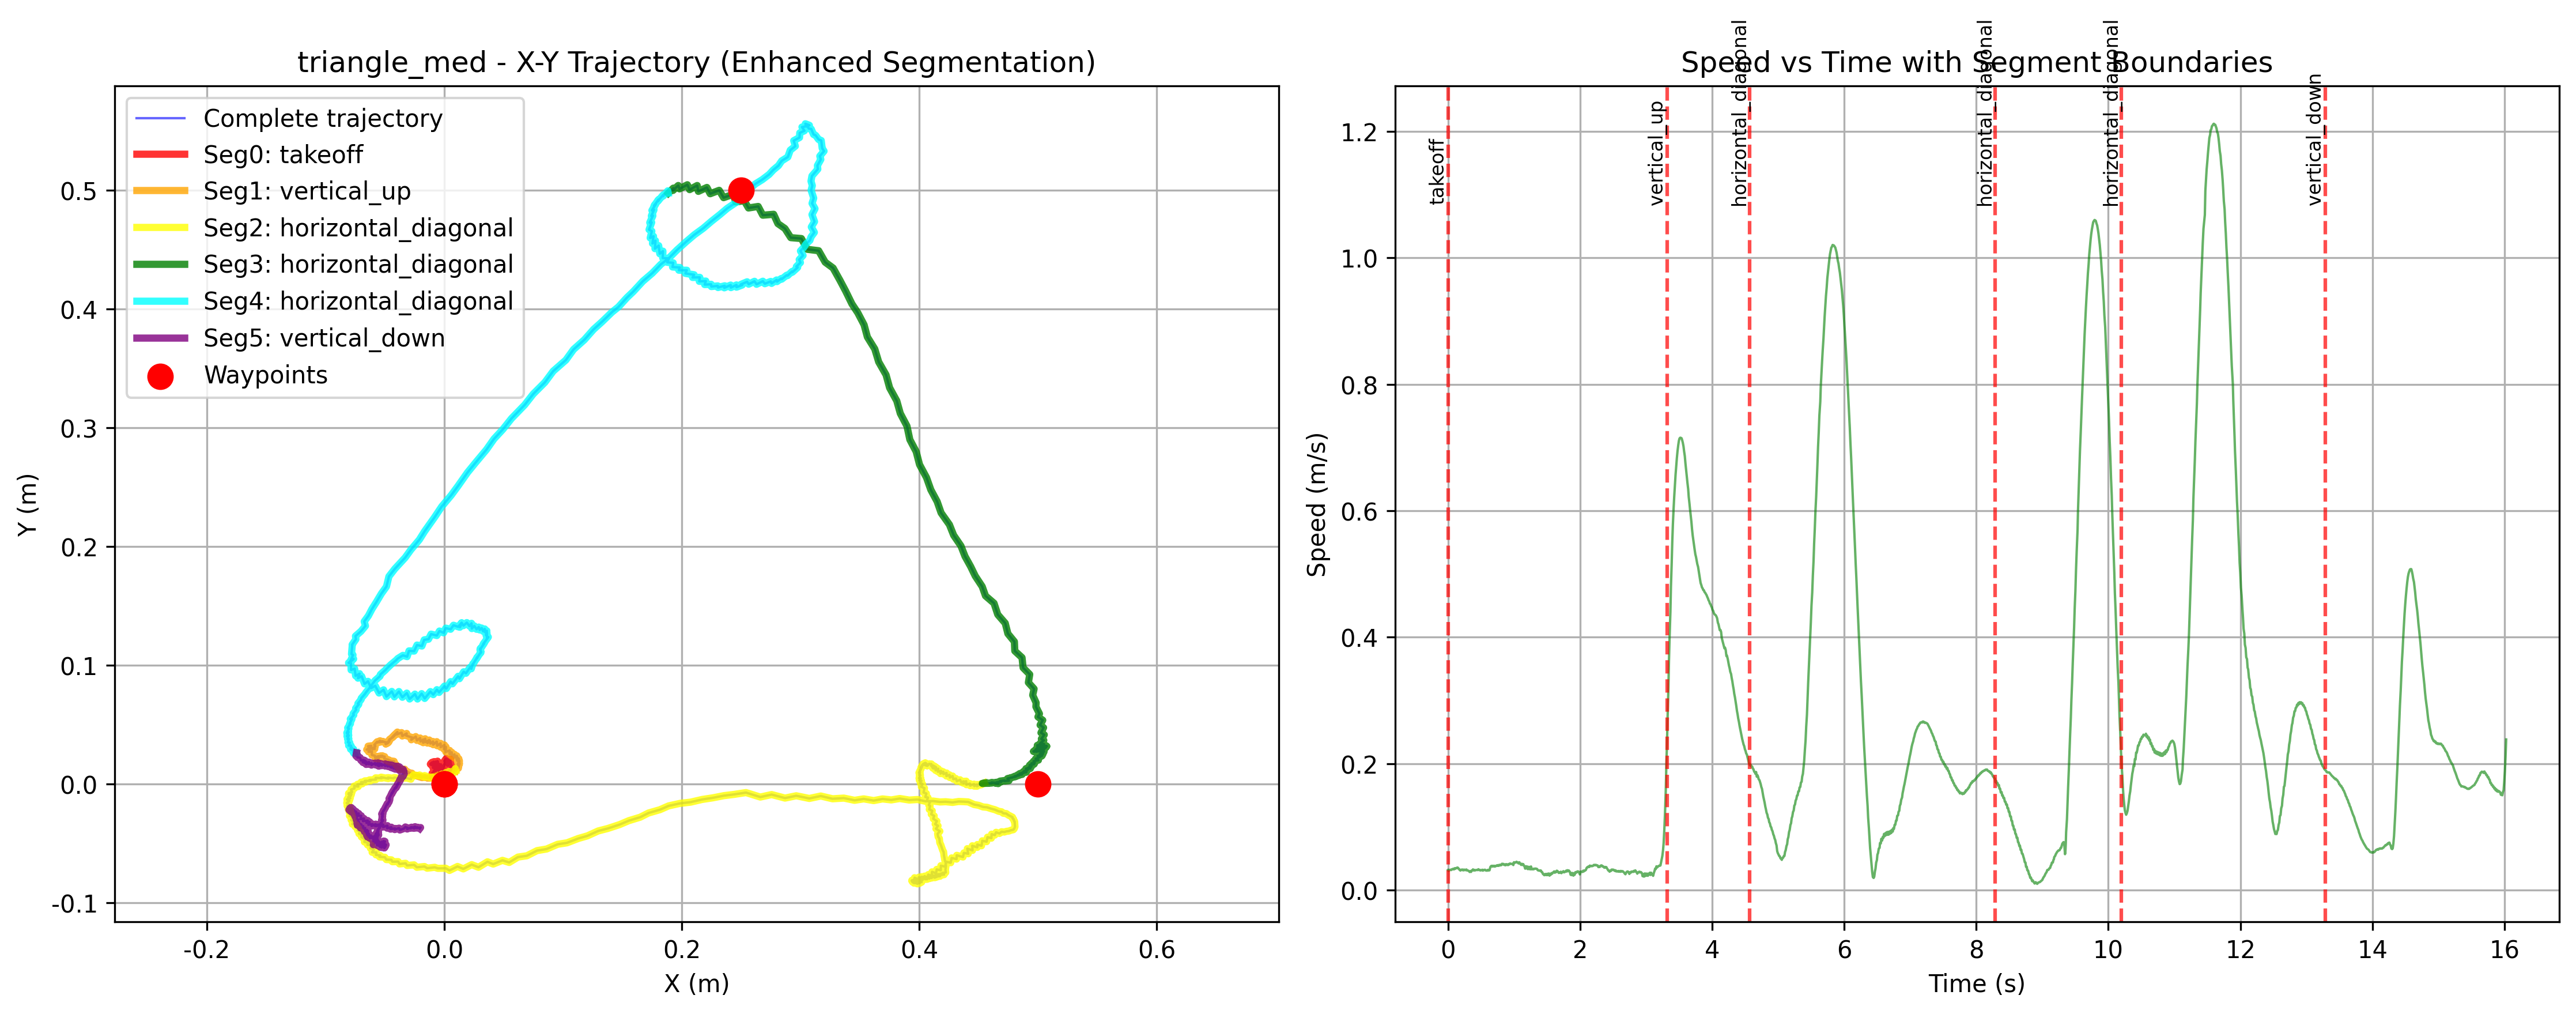 triangle_med - X-Y Trajectory (Enhanced Segmentation)
Complete trajectory
Seg0: takeoff
Seg1: vertical_up
Seg2: horizontal_diagonal
Seg3: horizontal_diagonal
Seg4: horizontal_diagonal
Seg5: vertical_down
Waypoints
0.5
0.4
0.3
0.2
0.1
0.0
-0.1
Y (m)
-0.2
0.0
0.2
0.4
0.6
X (m)
Speed vs Time with Segment Boundaries
takeoff
vertical_up
horizontal_diagonal
horizontal_diagonal
horizontal_diagonal
vertical_down
1.2
1.0
0.8
0.6
0.4
0.2
0.0
Speed (m/s)
0
2
4
6
8
10
12
14
16
Time (s)